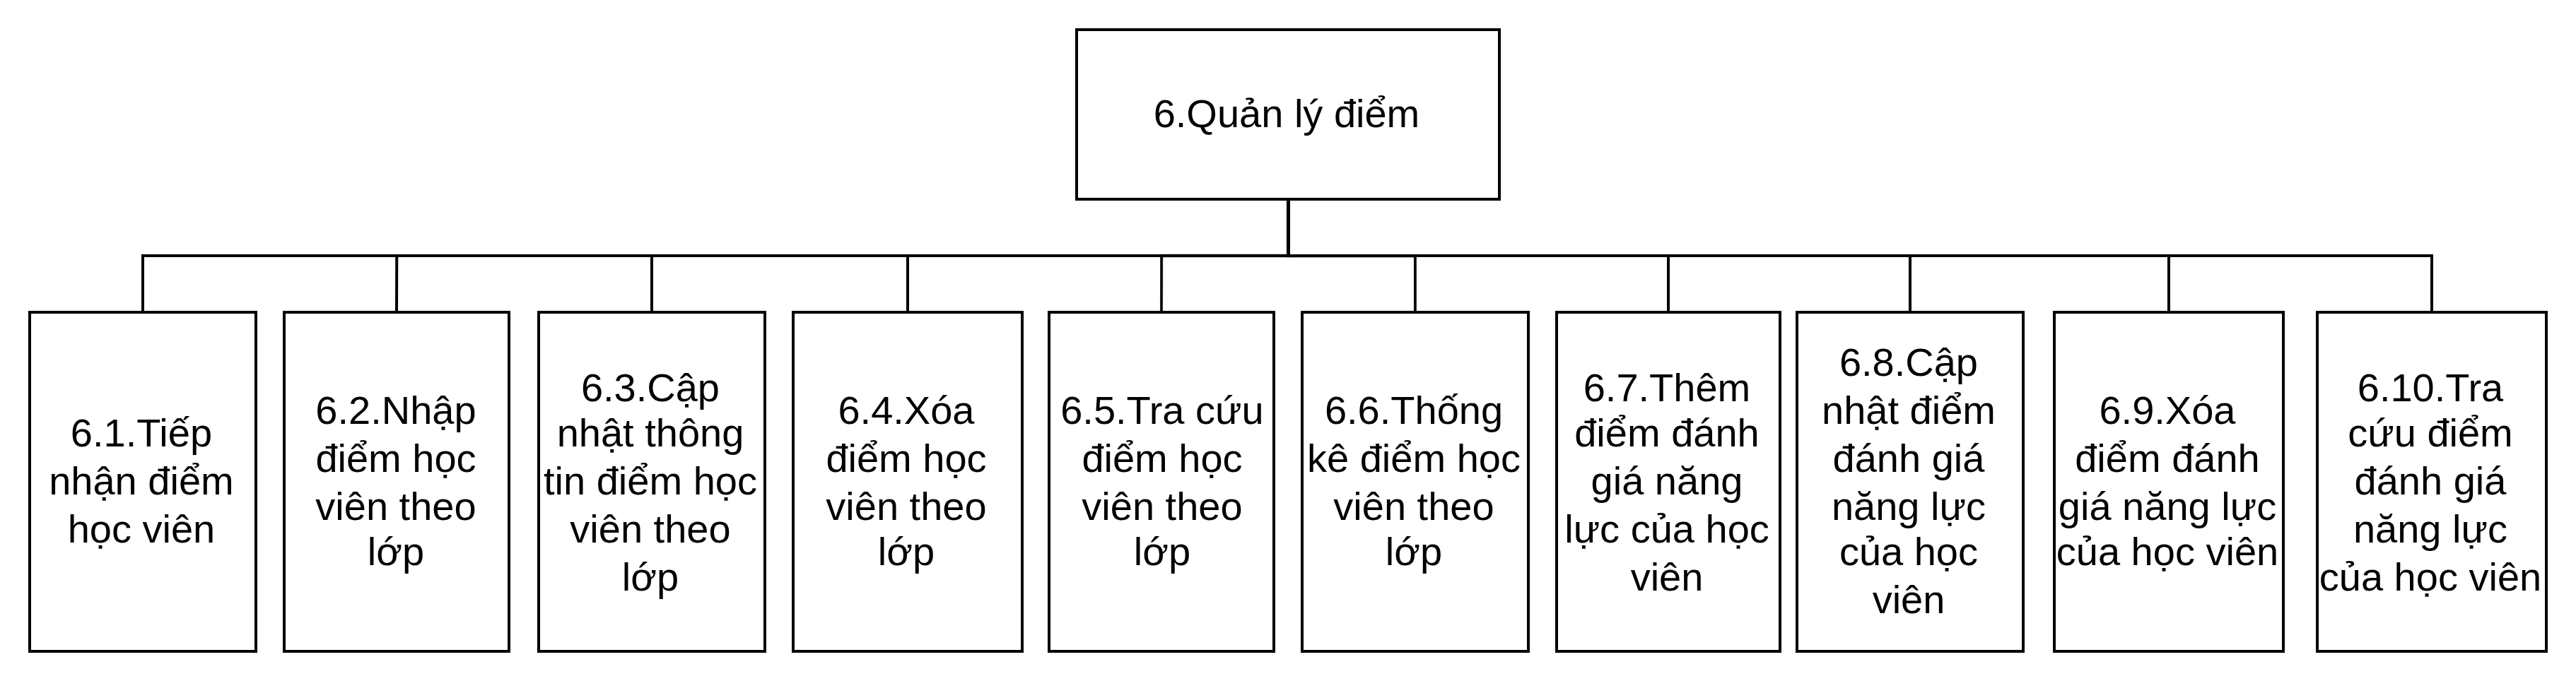 6.Quản lý điểm
6.1.Tiếp
nhận điểm
học viên
6.2.Nhập
điểm học
viên theo
lớp
6.3.Cập
nhật thông
tin điểm học
viên theo
lớp
6.4.Xóa
điểm học
viên theo
lớp
6.5.Tra cứu
điểm học
viên theo
lớp
6.6.Thống
kê điểm học
viên theo
lớp
6.7.Thêm
điểm đánh
giá năng
lực của học
viên
6.8.Cập
nhật điểm
đánh giá
năng lực
của học
viên
6.9.Xóa
điểm đánh
giá năng lực
của học viên
6.10.Tra
cứu điểm
đánh giá
năng lực
của học viên